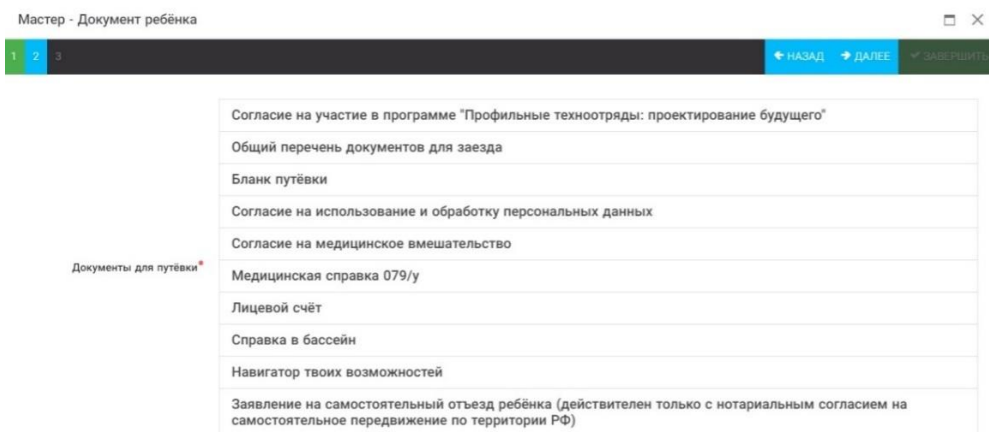 Мастер - Документ ребёнка
1 2 3 НАЗАД ДАЛЕЕ ЗАВЕРШИТЬ
Согласие на участие в программе "Профильные техноотряды: проектирование будущего"
Общий перечень документов для заезда
Бланк путёвки
Согласие на использование и обработку персональных данных
Согласие на медицинское вмешательство
Документы для путёвки*
Медицинская справка 079/у
Лицевой счёт
Справка в бассейн
Навигатор твоих возможностей
Заявление на самостоятельный отъезд ребёнка (действителен только с нотариальным согласием на
самостоятельное передвижение по территории РФ)